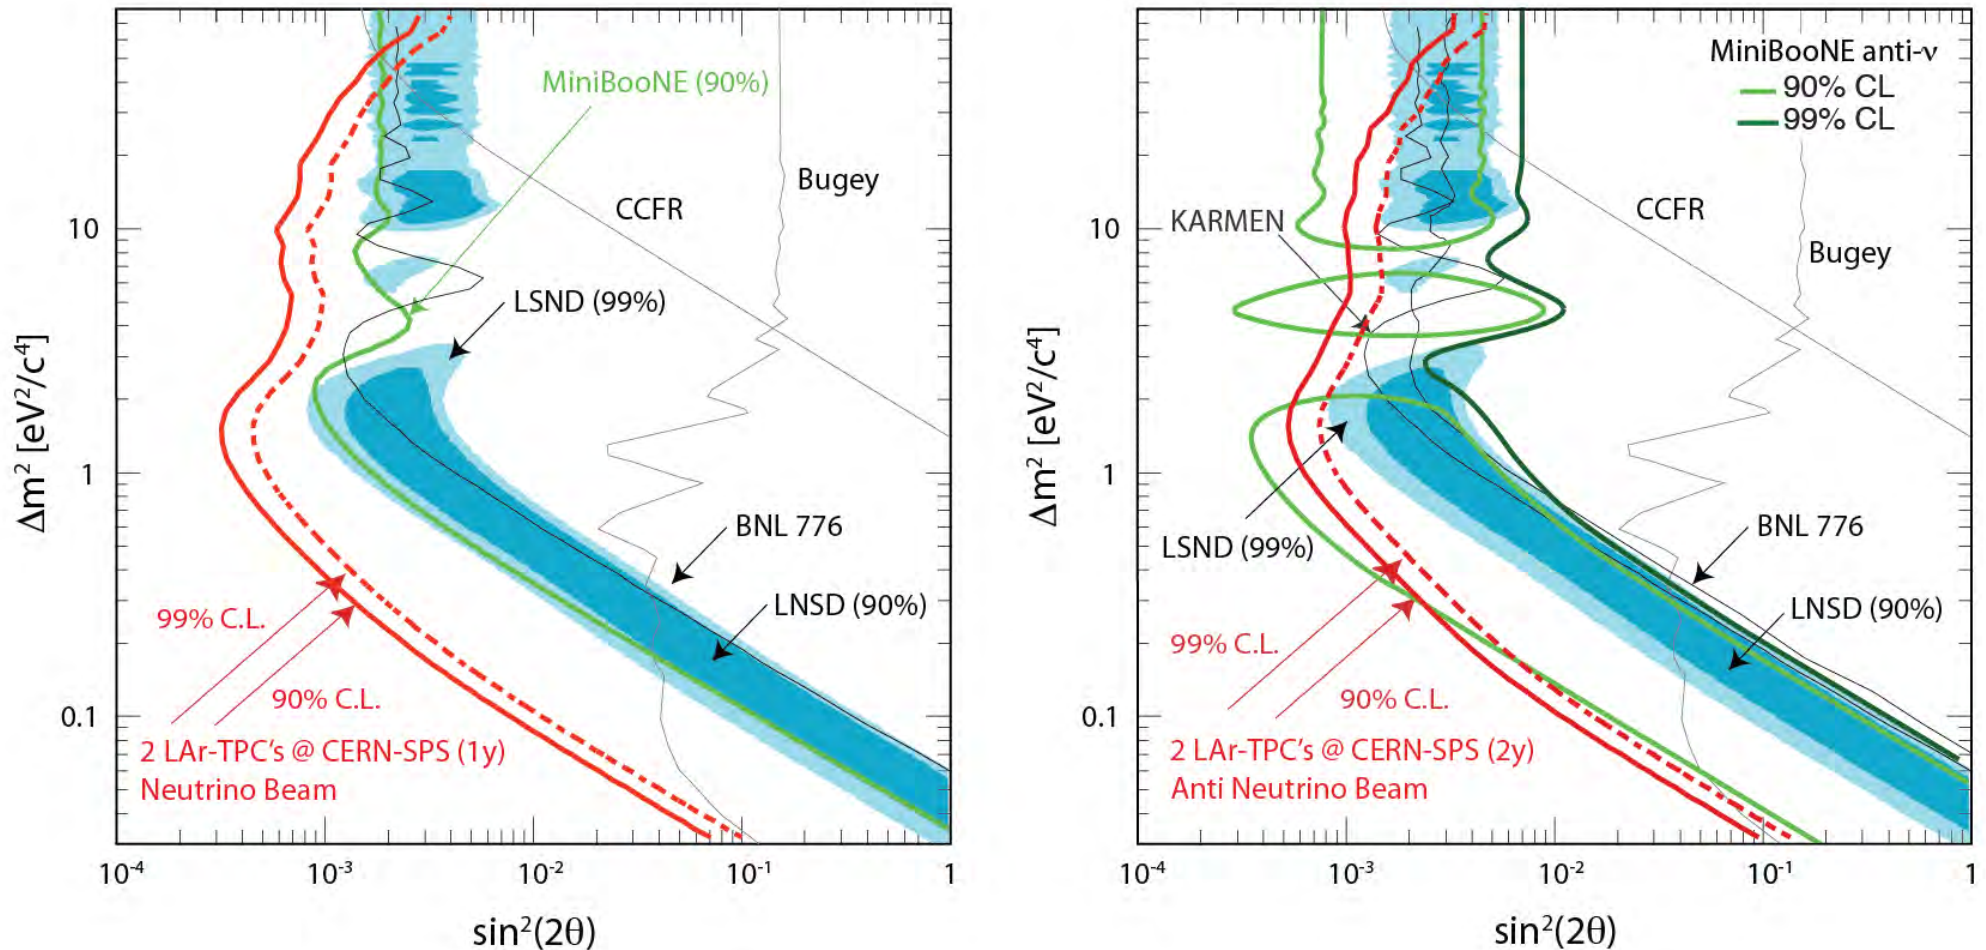 MiniBooNE (90%)
Bugey
CCFR
10
LSND (99%)
Δm² [eV²/c⁴]
1
BNL 776
LNSD (90%)
99% C.L.
90% C.L.
0.1
2 LAr-TPC's @ CERN-SPS (1y)
Neutrino Beam
10⁻⁴
10⁻³
10⁻²
10⁻¹
1
sin²(2θ)
MiniBooNE anti-ν
90% CL
99% CL
CCFR
KARMEN
10
Bugey
Δm² [eV²/c⁴]
1
BNL 776
LSND (99%)
LNSD (90%)
99% C.L.
90% C.L.
0.1
2 LAr-TPC's @ CERN-SPS (2y)
Anti Neutrino Beam
10⁻⁴
10⁻³
10⁻²
10⁻¹
1
sin²(2θ)